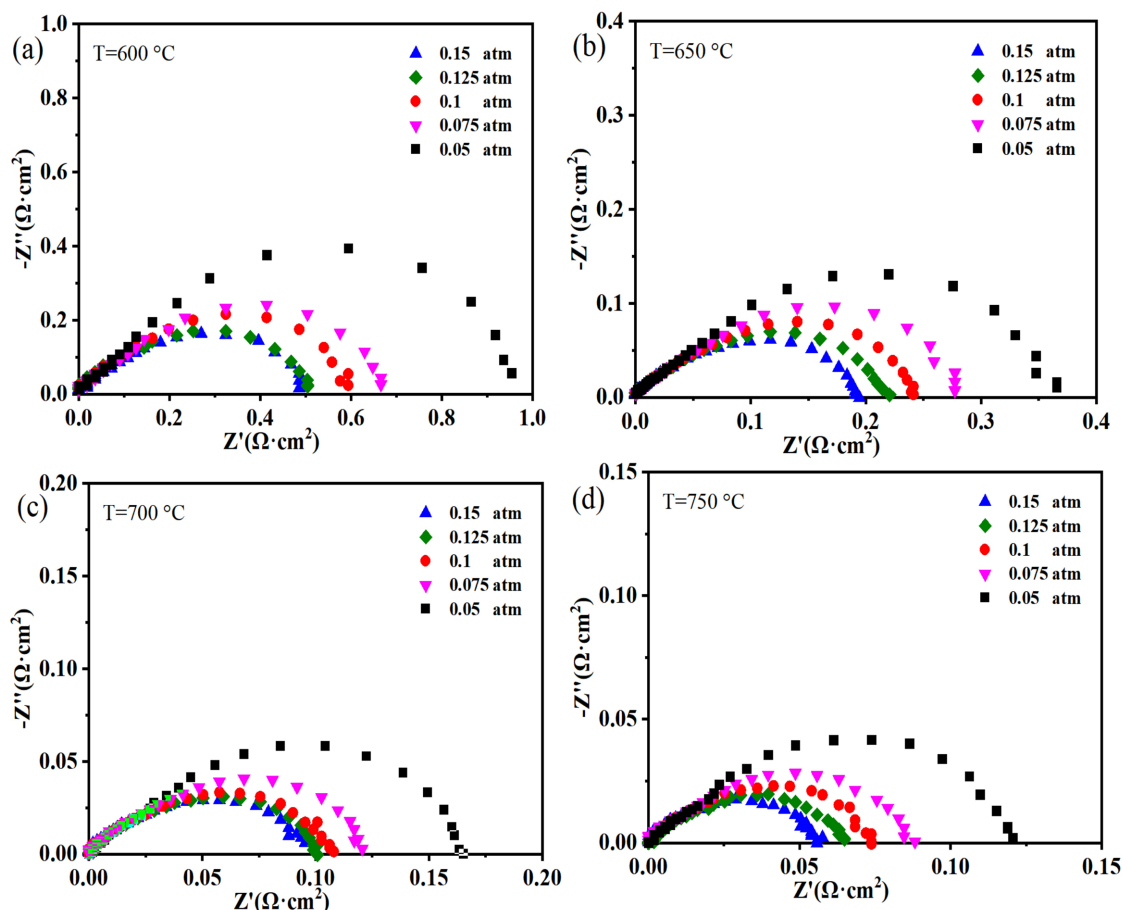 (a)
T=600 °C
0.15 atm
0.125 atm
0.1 atm
0.075 atm
0.05 atm
1.0
0.8
0.6
0.4
0.2
0.0
0.0 0.2 0.4 0.6 0.8 1.0
-Z''(Ω·cm²)
Z'(Ω·cm²)
(b)
T=650 °C
0.15 atm
0.125 atm
0.1 atm
0.075 atm
0.05 atm
0.4
0.3
0.2
0.1
0.0
0.0 0.1 0.2 0.3 0.4
-Z''(Ω·cm²)
Z'(Ω·cm²)
(c)
T=700 °C
0.15 atm
0.125 atm
0.1 atm
0.075 atm
0.05 atm
0.20
0.15
0.10
0.05
0.00
0.00 0.05 0.10 0.15 0.20
-Z''(Ω·cm²)
Z'(Ω·cm²)
(d)
T=750 °C
0.15 atm
0.125 atm
0.1 atm
0.075 atm
0.05 atm
0.15
0.10
0.05
0.00
0.00 0.05 0.10 0.15
-Z''(Ω·cm²)
Z'(Ω·cm²)